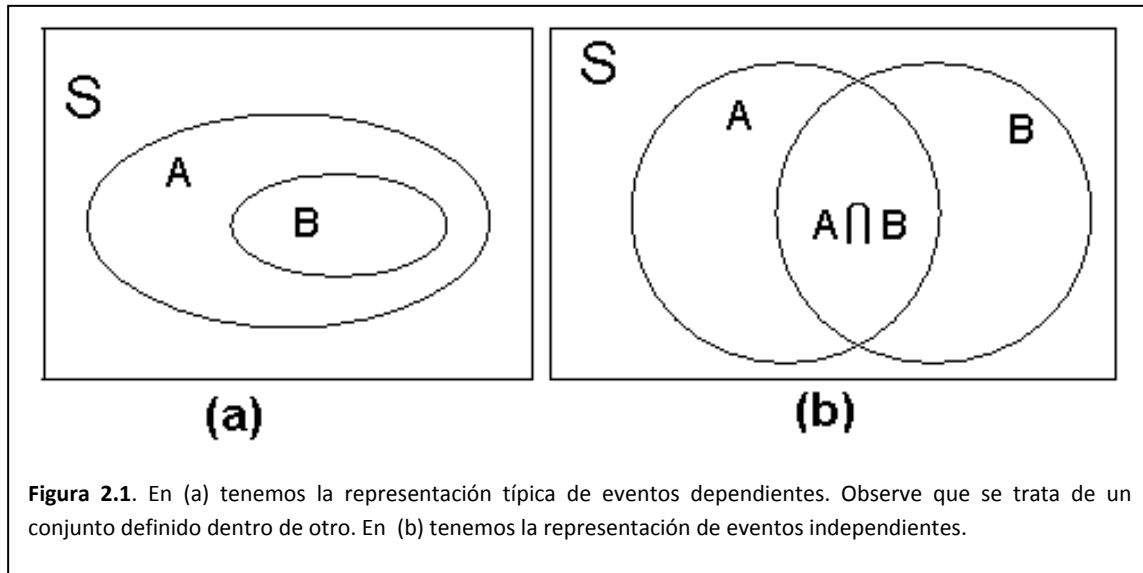 S
A
B
(a)
S
A
B
A⋂B
(b)
Figura 2.1. En (a) tenemos la representación típica de eventos dependientes. Observe que se trata de un
conjunto definido dentro de otro. En (b) tenemos la representación de eventos independientes.